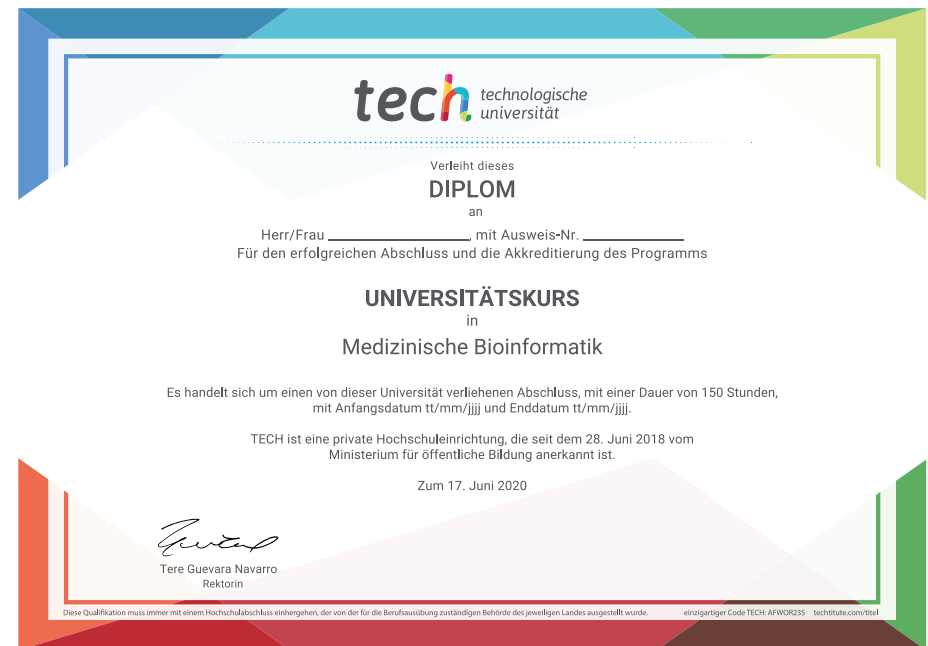 tech technologische
universität
Verleiht dieses
DIPLOM
an
Herr/Frau ____________________, mit Ausweis-Nr. ______________
Für den erfolgreichen Abschluss und die Akkreditierung des Programms
UNIVERSITÄTSKURS
in
Medizinische Bioinformatik
Es handelt sich um einen von dieser Universität verliehenen Abschluss, mit einer Dauer von 150 Stunden,
mit Anfangsdatum tt/mm/jjjj und Enddatum tt/mm/jjjj.
TECH ist eine private Hochschuleinrichtung, die seit dem 28. Juni 2018 vom
Ministerium für öffentliche Bildung anerkannt ist.
Zum 17. Juni 2020
Tere Guevara Navarro
Rektorin
Diese Qualifikation muss immer mit einem Hochschulabschluss einhergehen, der von der für die Berufsausübung zuständigen Behörde des jeweiligen Landes ausgestellt wurde. einzigartiger Code TECH: AFWOR235 techtitute.com/titel